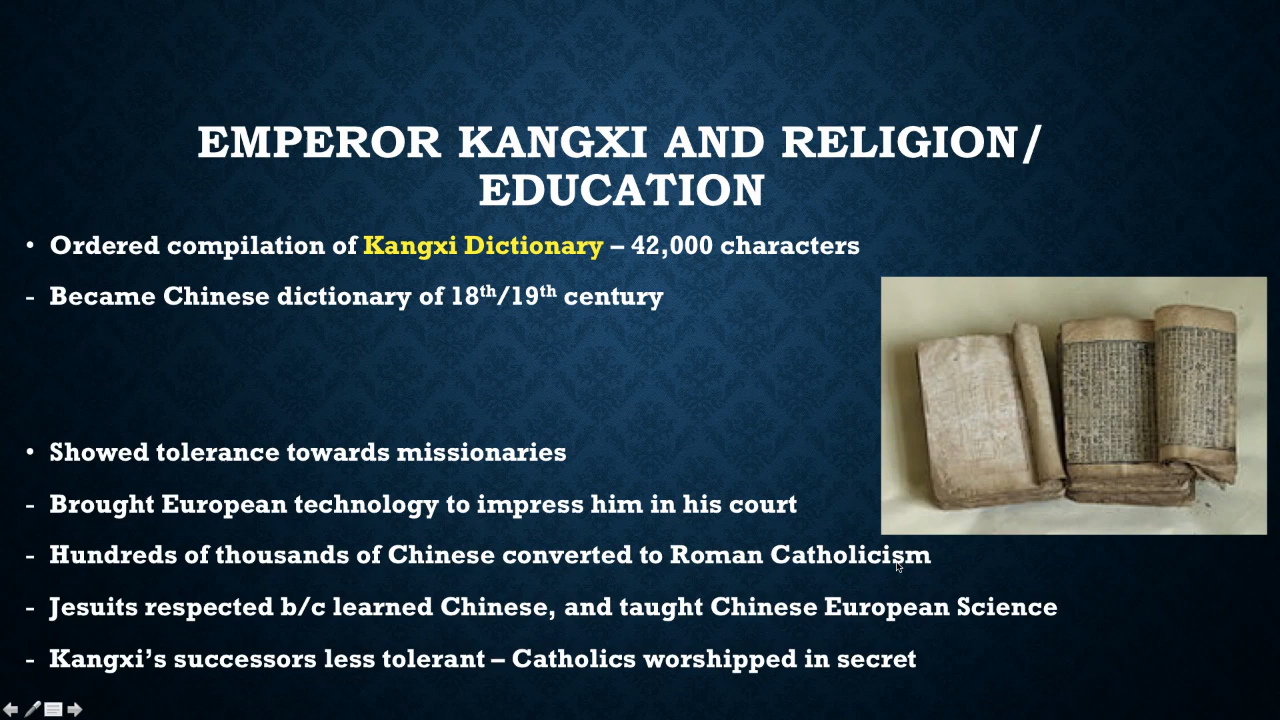 EMPEROR KANGXI AND RELIGION/
EDUCATION
• Ordered compilation of Kangxi Dictionary – 42,000 characters
- Became Chinese dictionary of 18th/19th century
• Showed tolerance towards missionaries
- Brought European technology to impress him in his court
- Hundreds of thousands of Chinese converted to Roman Catholicism
- Jesuits respected b/c learned Chinese, and taught Chinese European Science
- Kangxi’s successors less tolerant – Catholics worshipped in secret